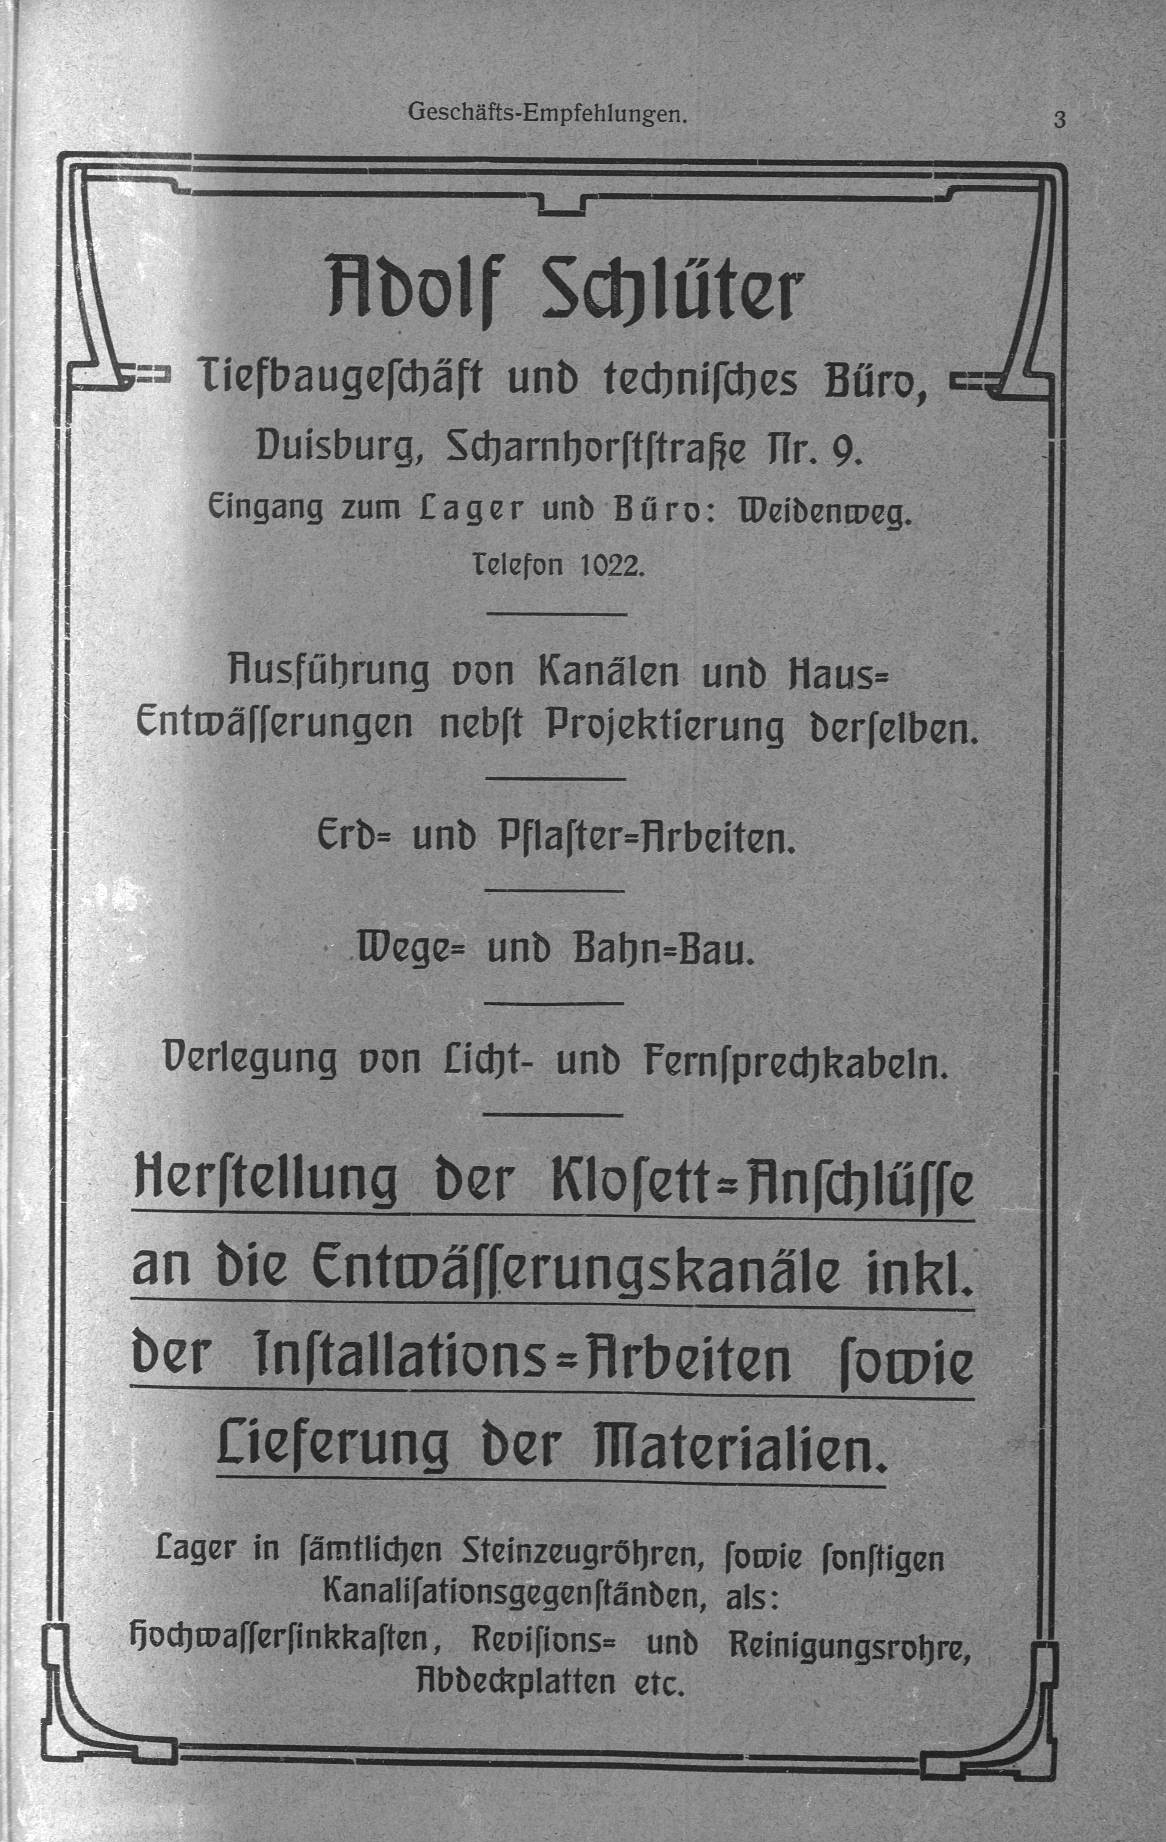 Geschäfts-Empfehlungen.
3
Adolf Schlüter
Tiefbaugeſchäft und techniſches Büro,
Duisburg, Scharnhorſtſtraße Nr. 9.
Eingang zum Lager und Büro: Weidenweg.
Telefon 1022.
Ausführung von Kanälen und Haus=
Entwäſſerungen nebſt Projektierung derſelben.
Erd= und Pflaſter=Arbeiten.
Wege= und Bahn=Bau.
Verlegung von Licht- und Fernſprechkabeln.
Herſtellung der Kloſett=Anſchlüſſe
an die Entwäſſerungskanäle inkl.
der Inſtallations=Arbeiten ſowie
Lieferung der Materialien.
Lager in ſämtlichen Steinzeugröhren, ſowie ſonſtigen
Kanaliſationsgegenſtänden, als:
Hochwaſſerſinkkaſten, Reviſions= und Reinigungsrohre,
Abdeckplatten etc.